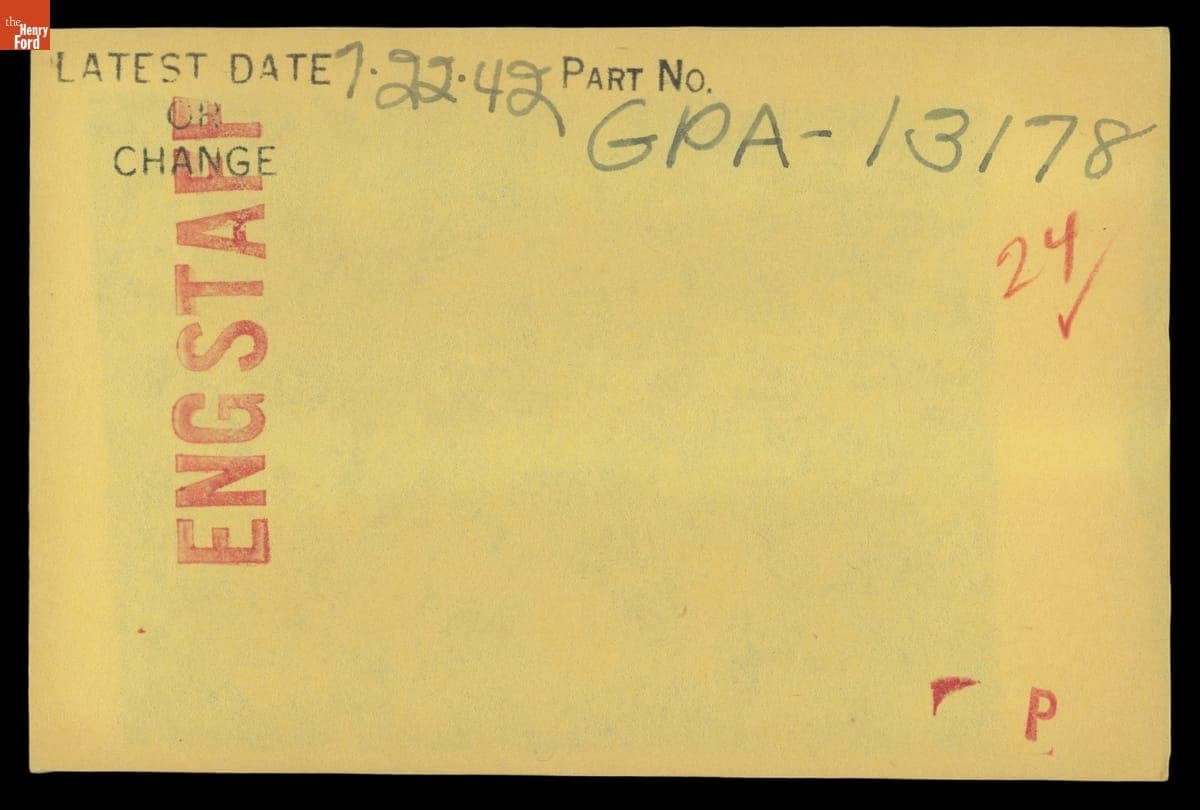 the
Henry
Ford
LATEST DATE 7-22-42 PART NO.
OR
CHANGE
GPA-13178
24
ENGSTAFF
P